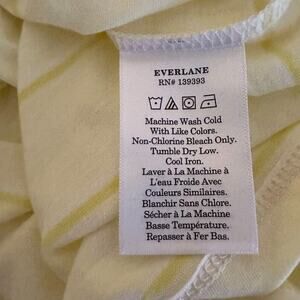 EVERLANE
RN# 139393
Machine Wash Cold
With Like Colors.
Non-Chlorine Bleach Only.
Tumble Dry Low.
Cool Iron.
Laver à La Machine à
L'eau Froide Avec
Couleurs Similaires.
Blanchir Sans Chlore.
Sécher à La Machine
Basse Température.
Repasser à Fer Bas.